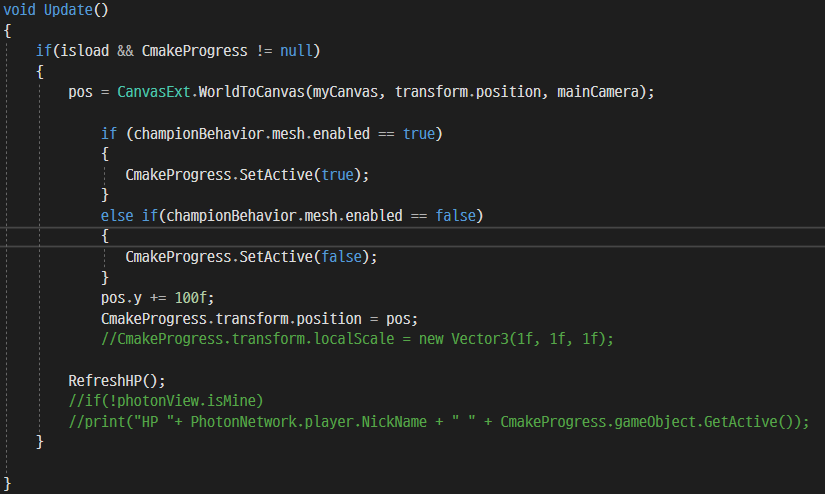 void Update()
{
if(isload && CmakeProgress != null)
{
pos = CanvasExt.WorldToCanvas(myCanvas, transform.position, mainCamera);
if (championBehavior.mesh.enabled == true)
{
CmakeProgress.SetActive(true);
}
else if(championBehavior.mesh.enabled == false)
{
CmakeProgress.SetActive(false);
}
pos.y += 100f;
CmakeProgress.transform.position = pos;
//CmakeProgress.transform.localScale = new Vector3(1f, 1f, 1f);
RefreshHP();
//if(!photonView.isMine)
//print("HP "+ PhotonNetwork.player.NickName + " " + CmakeProgress.gameObject.GetActive());
}
}